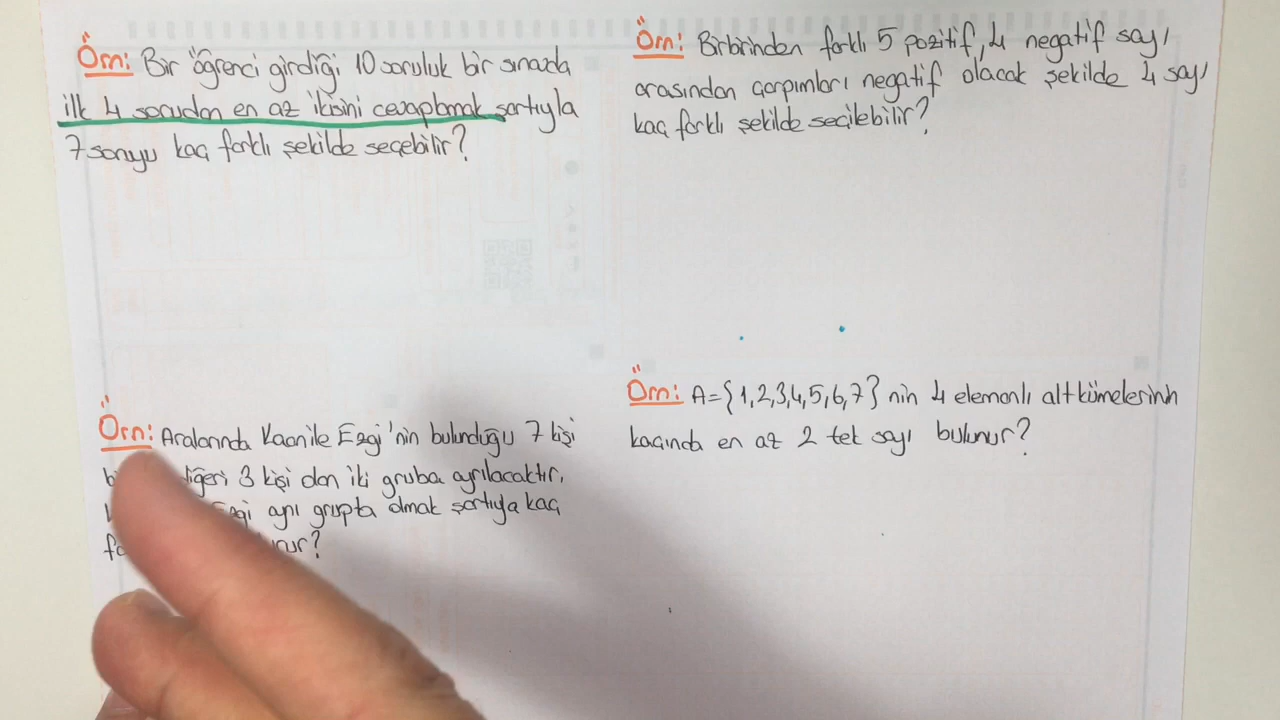 Örn: Bir öğrenci girdiği 10 soruluk bir sınavda
ilk 4 sorudan en az ikisini cevaplamak şartıyla
7 soruyu kaç farklı şekilde seçebilir?
Örn: Birbirinden farklı 5 pozitif, 4 negatif sayı
arasından çarpımları negatif olacak şekilde 4 sayı
kaç farklı şekilde seçilebilir?
Örn: Aralarında Kaan ile Ezgi'nin bulunduğu 7 kişi
diğeri 3 kişi olan iki gruba ayrılacaktır.
Ezgi aynı grupta olmak şartıyla kaç
Örn: A={1,2,3,4,5,6,7} nin 4 elemanlı alt kümelerinin
kaçında en az 2 tek sayı bulunur?